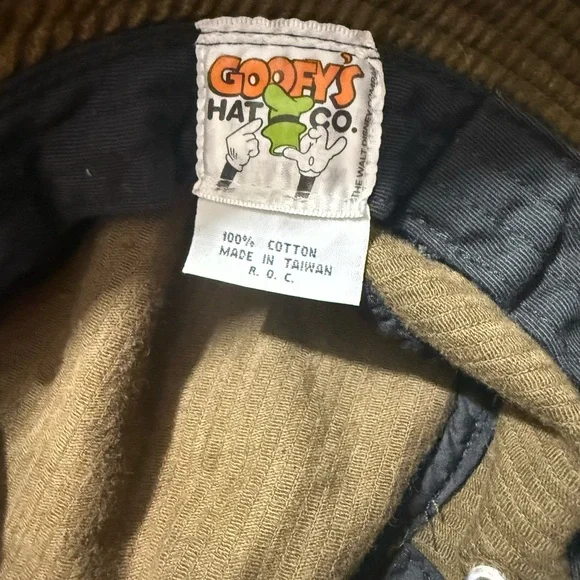 GOOFY'S
HAT CO.
THE WALT DISNEY COMPANY
100% COTTON
MADE IN TAIWAN
R. O. C.